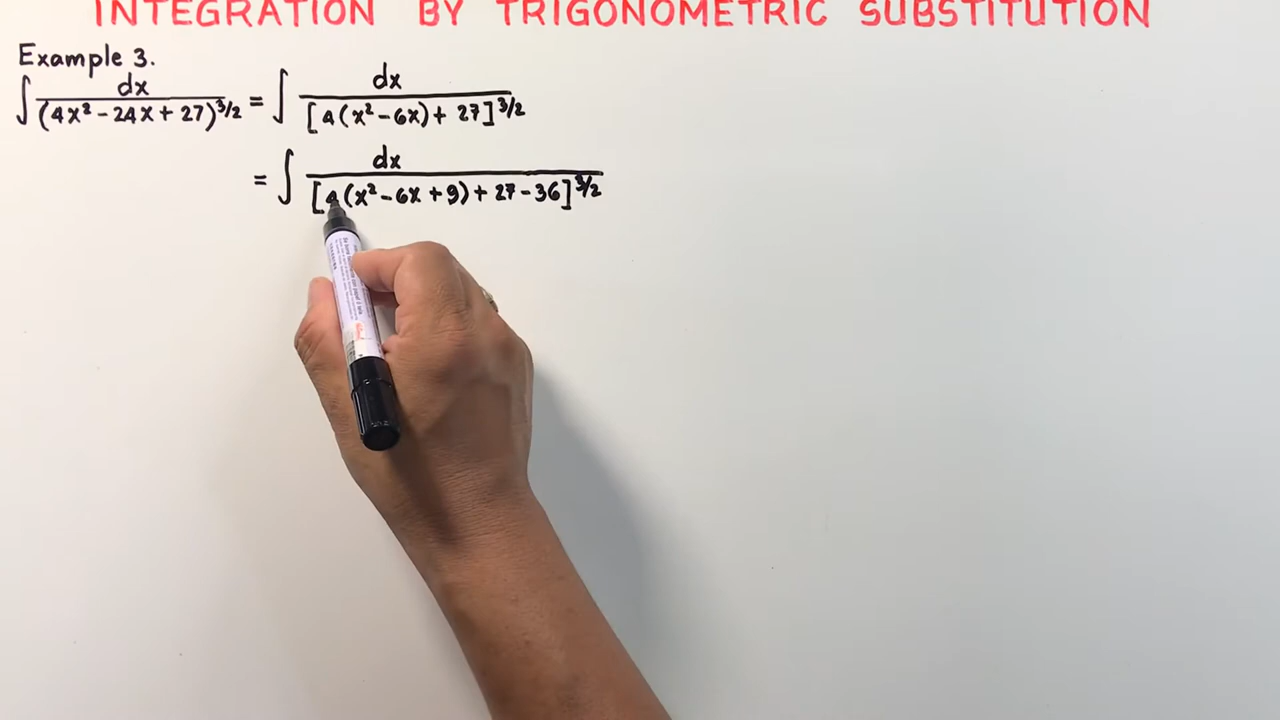 INTEGRATION BY TRIGONOMETRIC SUBSTITUTION
Example 3.
∫ dx / (4x² - 24x + 27)^3/2 = ∫ dx / [4(x² - 6x) + 27]^3/2
= ∫ dx / [4(x² - 6x + 9) + 27 - 36]^3/2